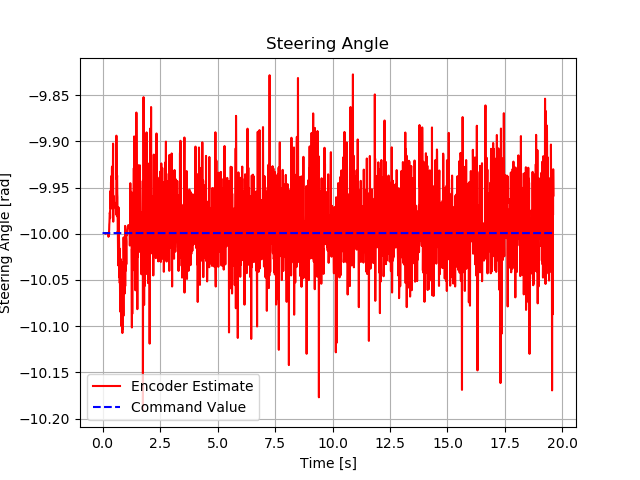 Steering Angle
Steering Angle [rad]
−9.85
−9.90
−9.95
−10.00
−10.05
−10.10
−10.15
−10.20
Encoder Estimate
Command Value
0.0 2.5 5.0 7.5 10.0 12.5 15.0 17.5 20.0
Time [s]